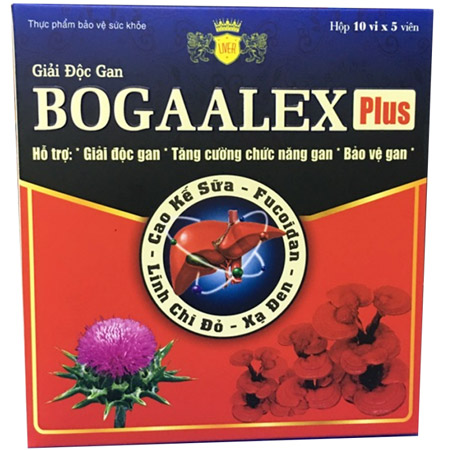 Thực phẩm bảo vệ sức khỏe
LIVER
Hộp 10 vỉ x 5 viên
Giải Độc Gan
BOGAALEX Plus
Hỗ trợ: * Giải độc gan * Tăng cường chức năng gan * Bảo vệ gan *
- Cao Kế Sữa - Fucoidan -
Linh Chi Đỏ - Xạ Đen